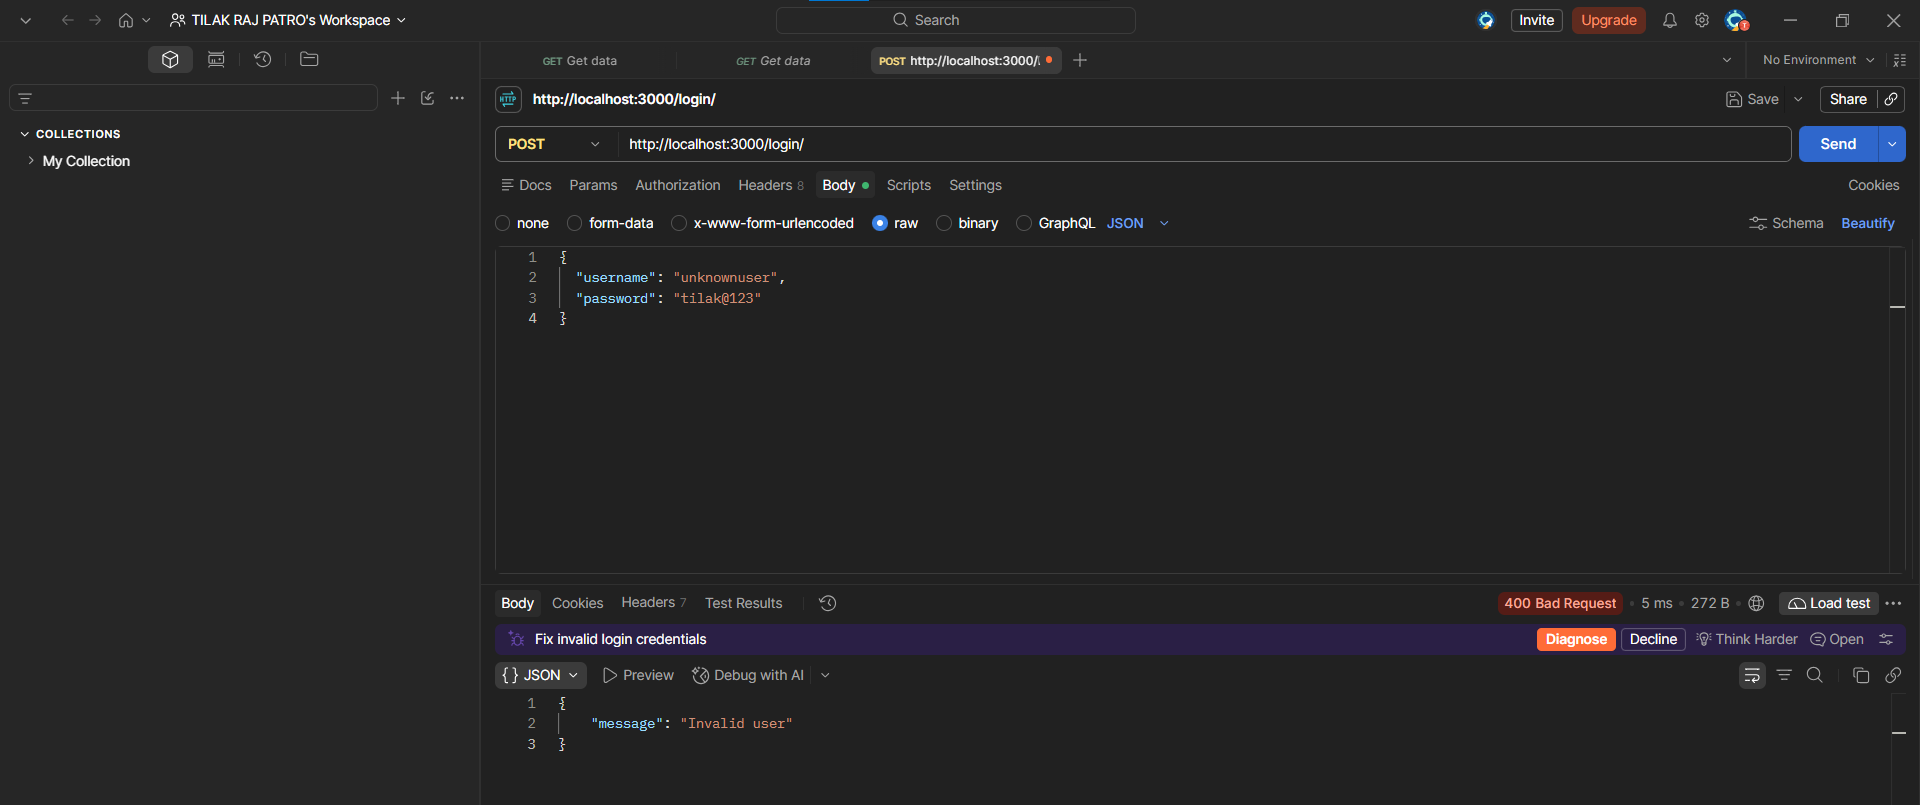 TILAK RAJ PATRO's Workspace
Search
Invite
Upgrade
T
GET Get data
GET Get data
POST http://localhost:3000/l
No Environment
COLLECTIONS
My Collection
HTTP http://localhost:3000/login/
Save
Share
POST
http://localhost:3000/login/
Send
Docs
Params
Authorization
Headers 8
Body
Scripts
Settings
Cookies
none
form-data
x-www-form-urlencoded
raw
binary
GraphQL
JSON
Schema
Beautify
1 {
2 "username": "unknownuser",
3 "password": "tilak@123"
4 }
Body
Cookies
Headers 7
Test Results
400 Bad Request • 5 ms • 272 B
Load test
Fix invalid login credentials
Diagnose
Decline
Think Harder
Open
{} JSON
Preview
Debug with AI
1 {
2 "message": "Invalid user"
3 }